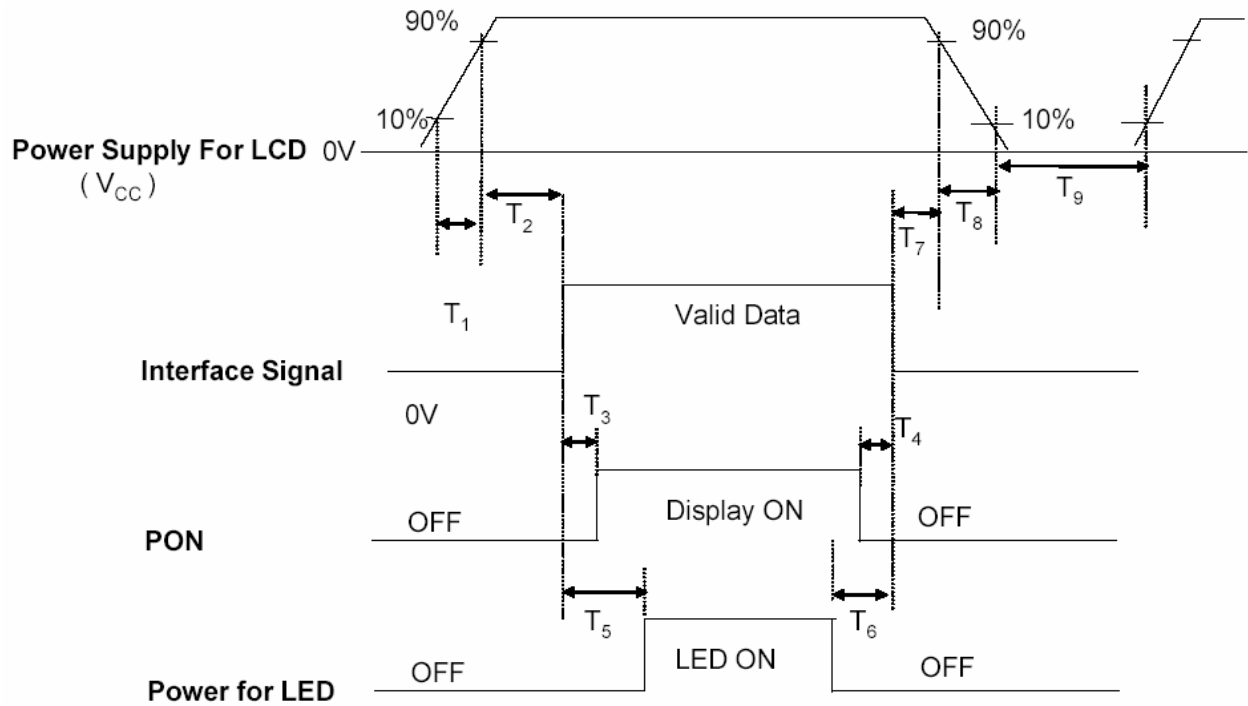 90%
90%
10%
10%
Power Supply For LCD 0V
( VCC )
T2
T7
T8
T9
T1
Valid Data
Interface Signal
0V
T3
T4
OFF
Display ON
OFF
PON
T5
T6
OFF
LED ON
OFF
Power for LED